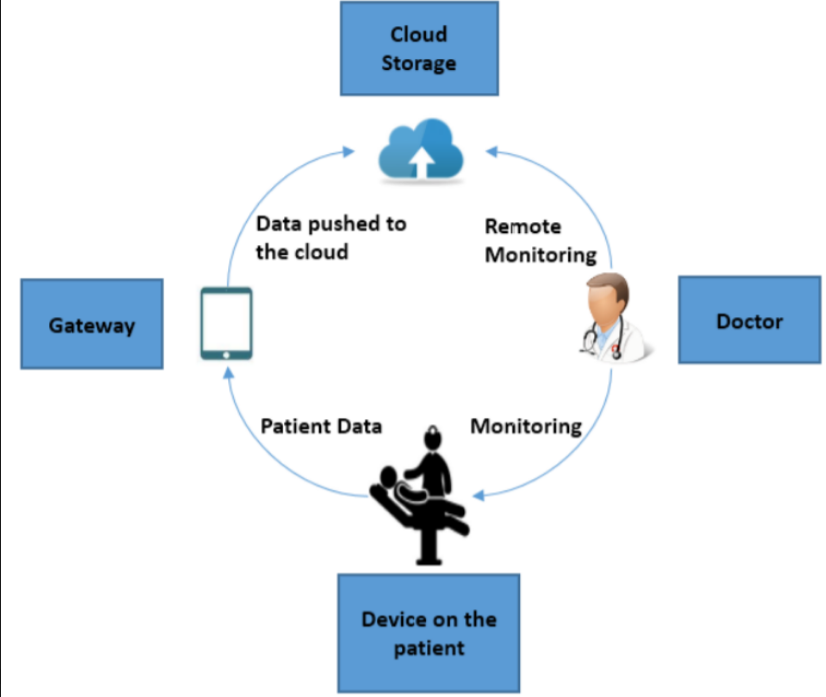 Cloud
Storage
Data pushed to
the cloud
Remote
Monitoring
Gateway
Doctor
Patient Data
Monitoring
Device on the
patient